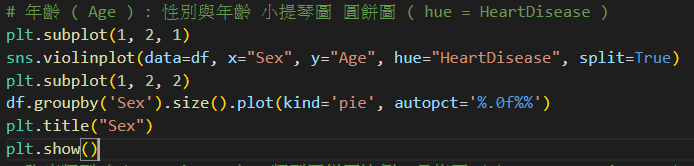 # 年齡 ( Age ) : 性別與年齡 小提琴圖 圓餅圖 ( hue = HeartDisease )
plt.subplot(1, 2, 1)
sns.violinplot(data=df, x="Sex", y="Age", hue="HeartDisease", split=True)
plt.subplot(1, 2, 2)
df.groupby('Sex').size().plot(kind='pie', autopct='%.0f%%')
plt.title("Sex")
plt.show()